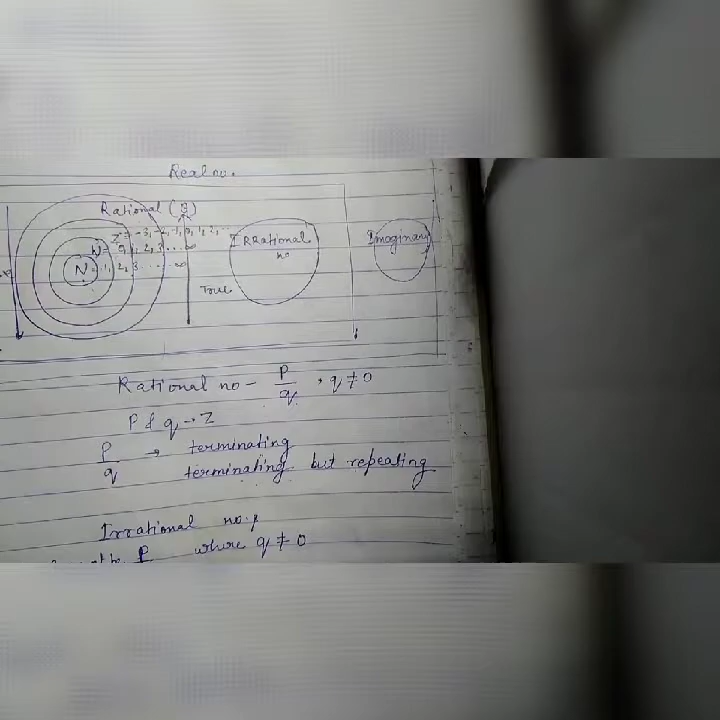 Real no.
Rational (
Z = -3, -2, -1, 0, 1, 2, ...
W = 0, 1, 2, 3 .... ∞
N = 1, 2, 3 ...... ∞
True
IRRational
no
Imaginary
Rational no - P/q , q ≠ 0
P & q → Z
P/q → terminating
terminating but repeating
Irrational no.
P where q ≠ 0